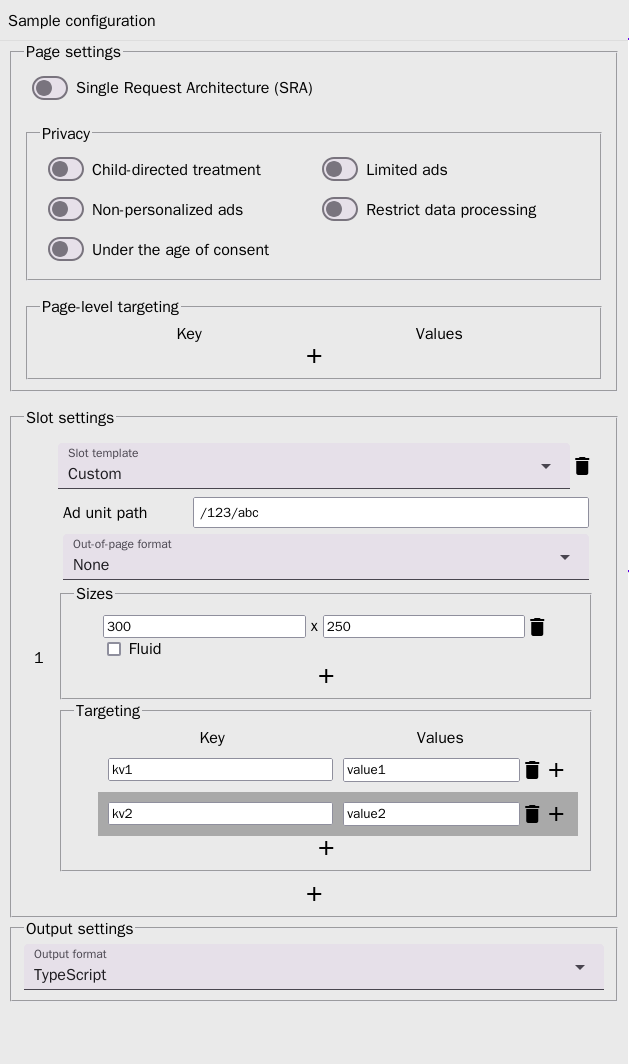 Sample configuration
Page settings
Single Request Architecture (SRA)
Privacy
Child-directed treatment Limited ads
Non-personalized ads Restrict data processing
Under the age of consent
Page-level targeting
Key Values
+
Slot settings
Slot template
Custom
Ad unit path /123/abc
Out-of-page format
None
Sizes
300 x 250
Fluid
+
1
Targeting
Key Values
kv1 value1 +
kv2 value2 +
+
+
Output settings
Output format
TypeScript